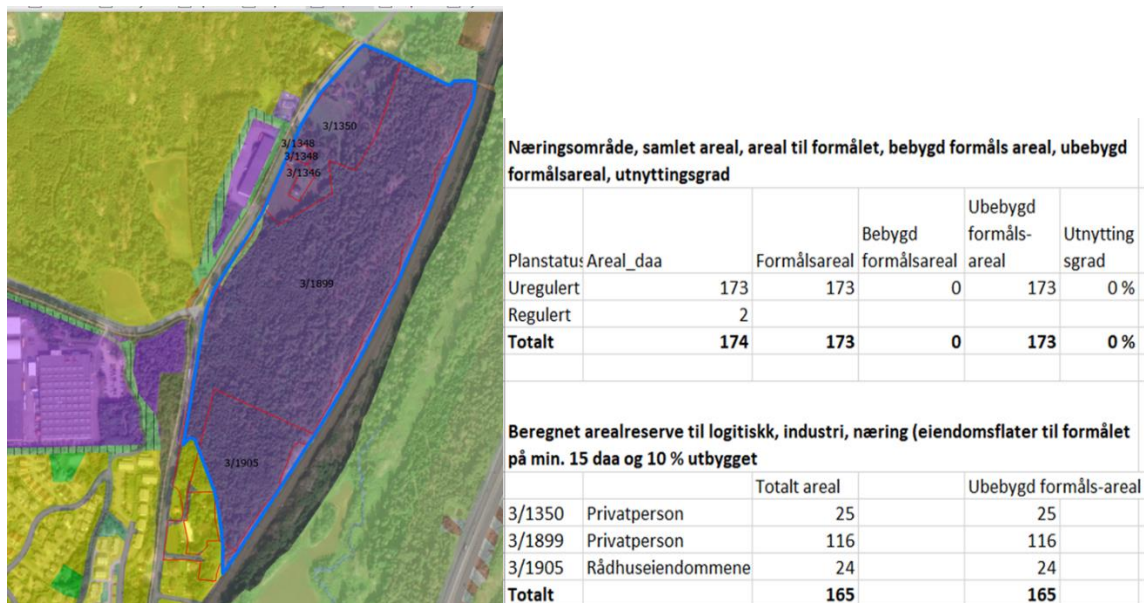 3/1350
3/1348
3/1348
3/1346
3/1899
3/1905
Næringsområde, samlet areal, areal til formålet, bebygd formåls areal, ubebygd
formålsareal, utnyttingsgrad
Planstatus Areal_daa Formålsareal Bebygd formålsareal Ubebygd formåls-areal Utnytting sgrad
Uregulert 173 173 0 173 0 %
Regulert 2
Totalt 174 173 0 173 0 %
Beregnet arealreserve til logitiskk, industri, næring (eiendomsflater til formålet
på min. 15 daa og 10 % utbygget
Totalt areal Ubebygd formåls-areal
3/1350 Privatperson 25 25
3/1899 Privatperson 116 116
3/1905 Rådhuseiendommene 24 24
Totalt 165 165